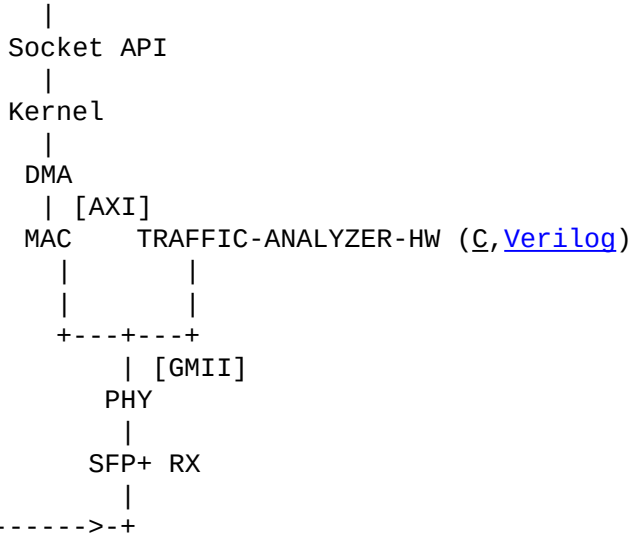 |
Socket API
|
Kernel
|
DMA
| [AXI]
MAC    TRAFFIC-ANALYZER-HW (C,Verilog)
|       |
|       |
+---+---+
| [GMII]
PHY
|
SFP+ RX
|
------>-+